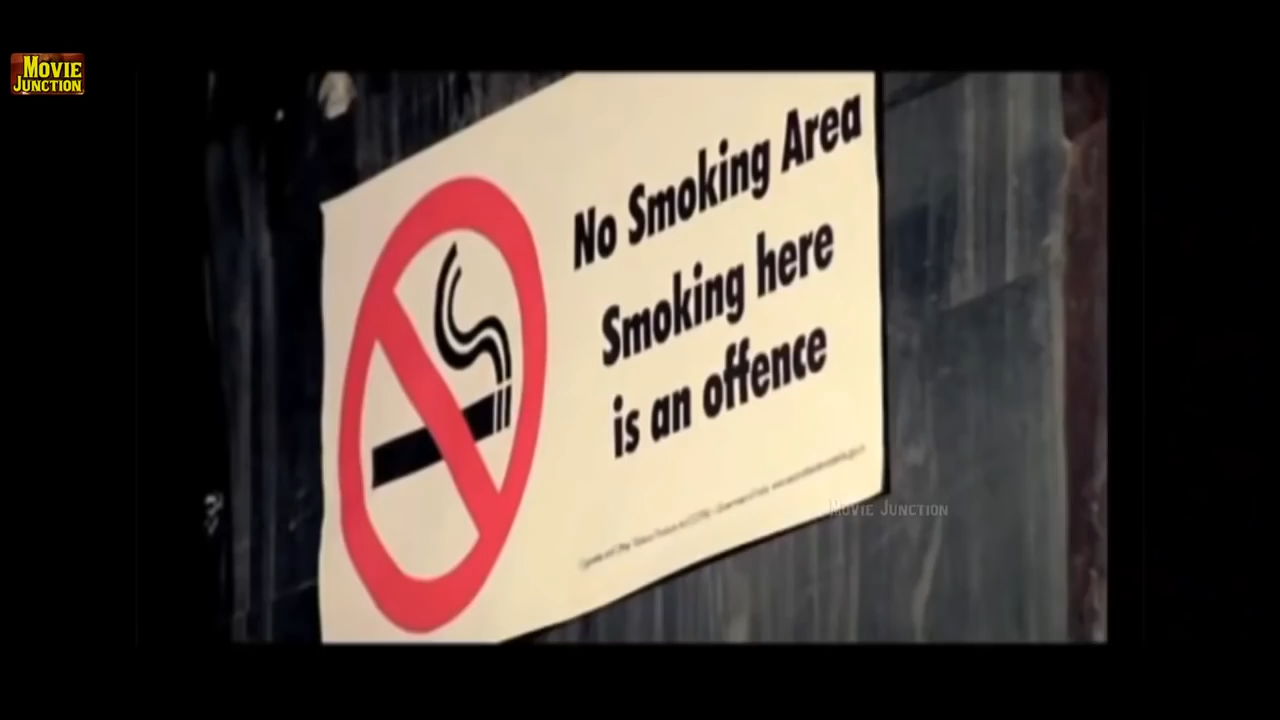 MOVIE
JUNCTION
No Smoking Area
Smoking here
is an offence
MOVIE JUNCTION